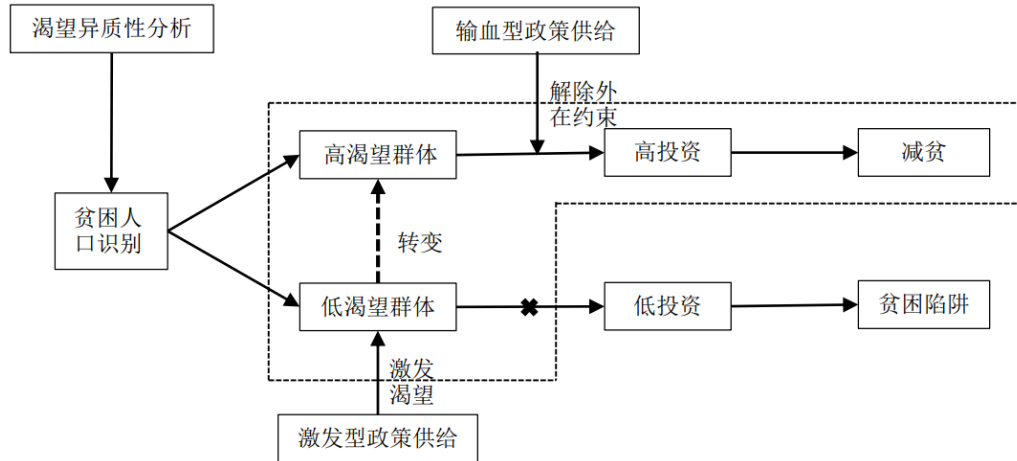 渴望异质性分析
输血型政策供给
解除外
在约束
高渴望群体
高投资
减贫
贫困人
口识别
转变
低渴望群体
低投资
贫困陷阱
激发
渴望
激发型政策供给